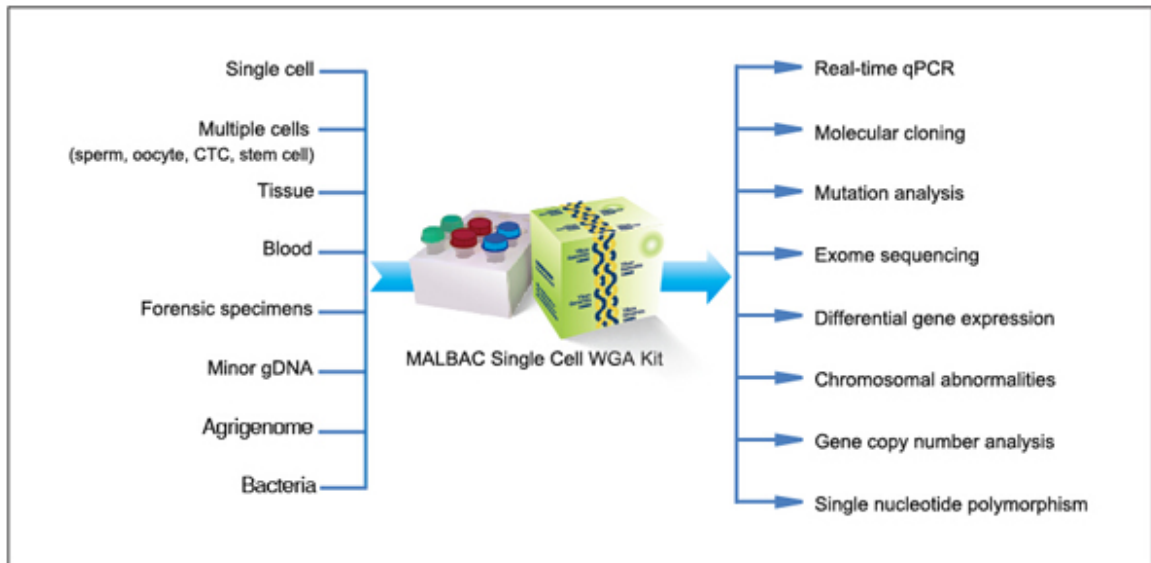 Single cell
Multiple cells
(sperm, oocyte, CTC, stem cell)
Tissue
Blood
Forensic specimens
Minor gDNA
Agrigenome
Bacteria
MALBAC Single Cell WGA Kit
Real-time qPCR
Molecular cloning
Mutation analysis
Exome sequencing
Differential gene expression
Chromosomal abnormalities
Gene copy number analysis
Single nucleotide polymorphism